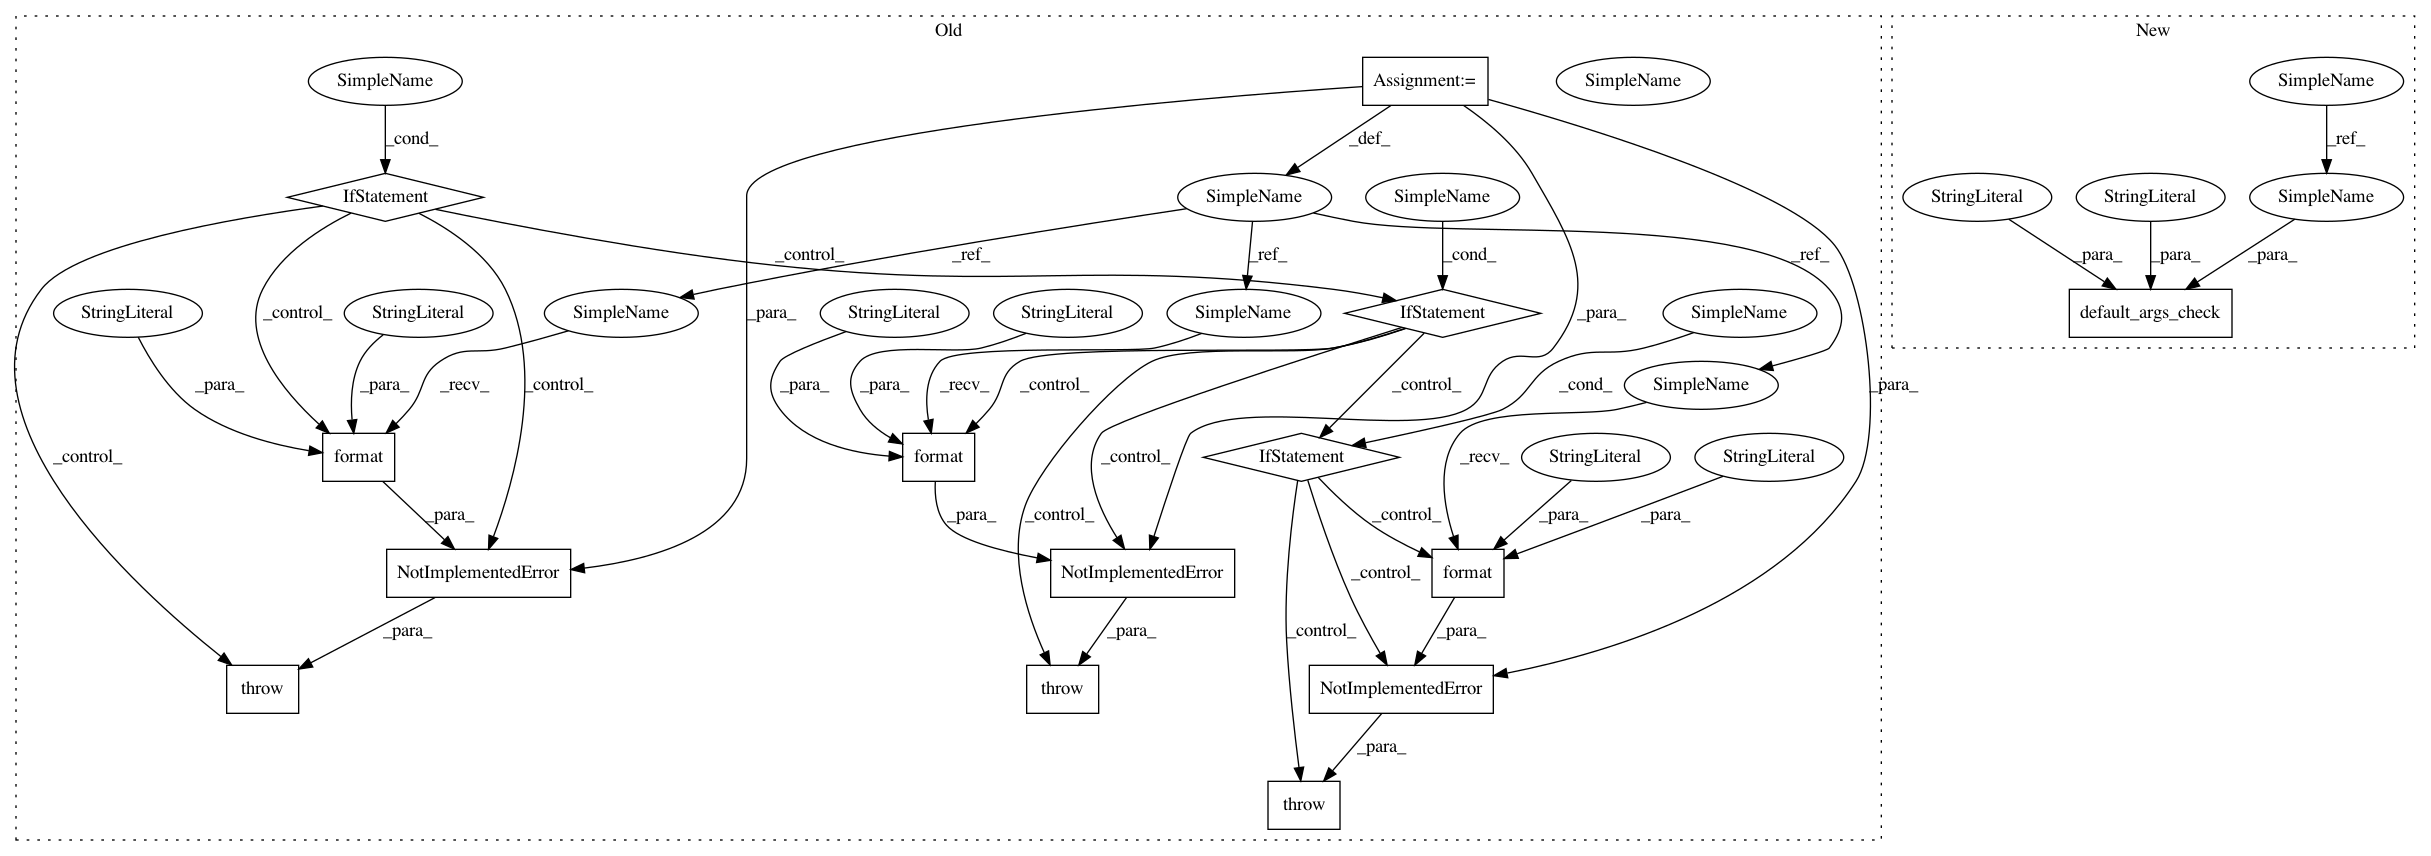 Old
New
SimpleName
Assignment:=
SimpleName
SimpleName
_cond_
_def_
_ref_
IfStatement
SimpleName
SimpleName
StringLiteral
StringLiteral
SimpleName
_control_
_ref_
_ref_
_cond_
_ref_
_para_
_para_
_para_
StringLiteral
_control_
StringLiteral
SimpleName
_para_
StringLiteral
StringLiteral
SimpleName
IfStatement
_para_
SimpleName
default_args_check
_para_
_para_
_recv_
_control_
_para_
_para_
_recv_
_control_
_control_
_cond_
SimpleName
_para_
_control_
format
format
_control_
IfStatement
_recv_
StringLiteral
StringLiteral
_para_
_para_
_control_
_control_
_para_
_para_
NotImplementedError
NotImplementedError
_control_
format
_para_
_para_
_control_
_para_
throw
throw
NotImplementedError
_para_
throw